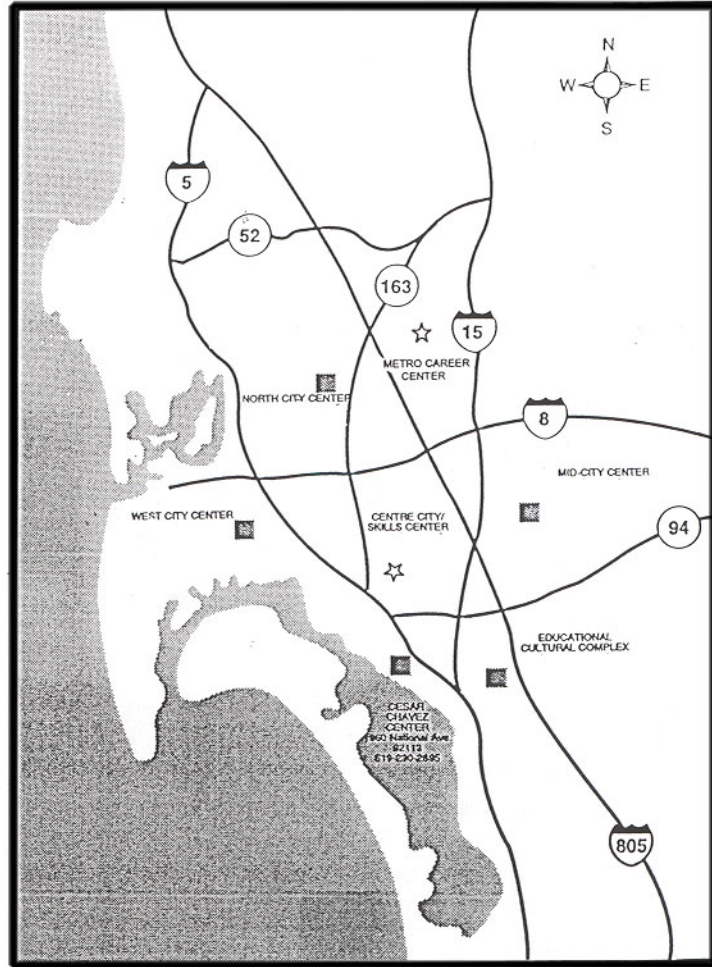 N
W E
S
5
52
163
15
METRO CAREER
CENTER
NORTH CITY CENTER
8
MID-CITY CENTER
WEST CITY CENTER
CENTRE CITY/
SKILLS CENTER
94
EDUCATIONAL
CULTURAL COMPLEX
CESAR
CHAVEZ
CENTER
National Ave
92113
805